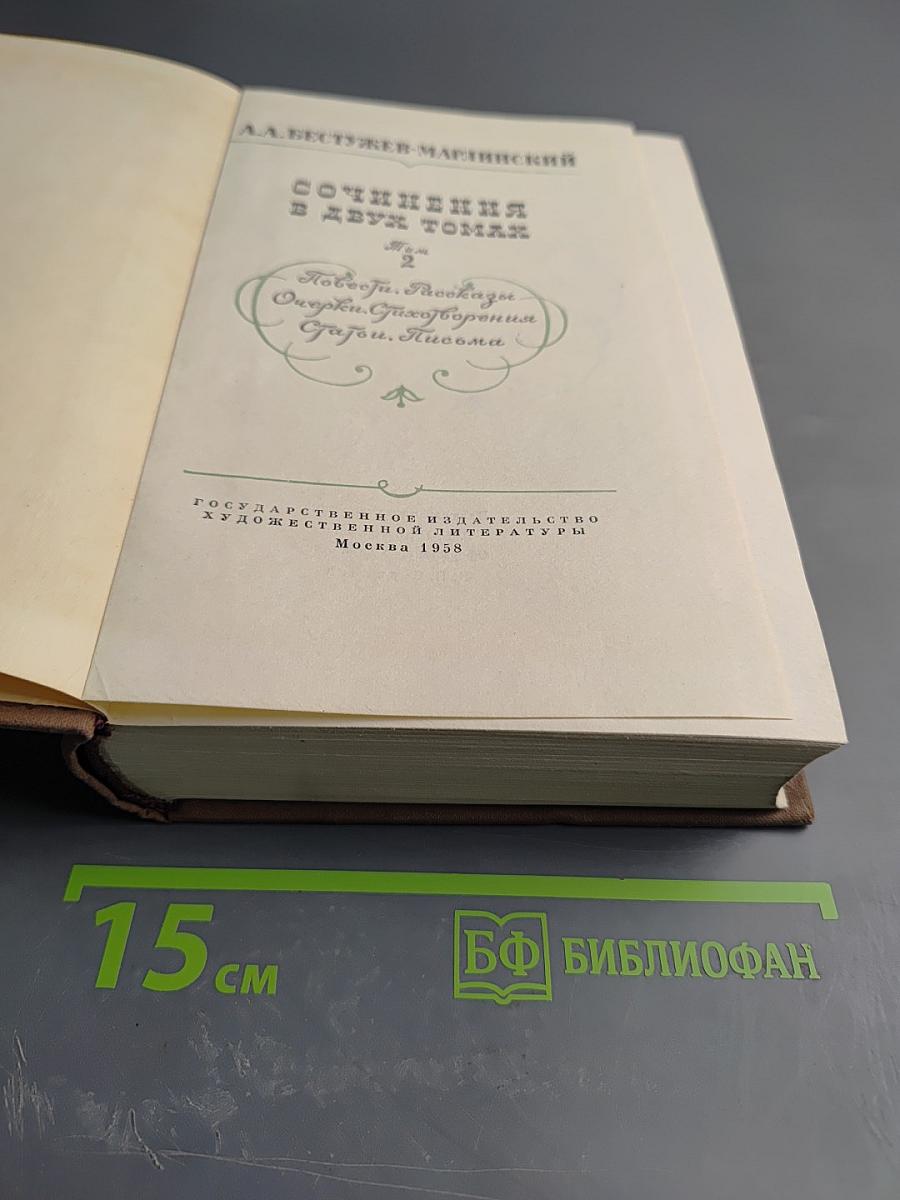 А.А.БЕСТУЖЕВ-МАРЛИНСКИЙ
СОЧИНЕНИЯ
В ДВУХ ТОМАХ
Том
2
Повести. Рассказы
Очерки. Стихотворения
Статьи. Письма
ГОСУДАРСТВЕННОЕ ИЗДАТЕЛЬСТВО
ХУДОЖЕСТВЕННОЙ ЛИТЕРАТУРЫ
Москва 1958
15 см
БФ БИБЛИОФАН